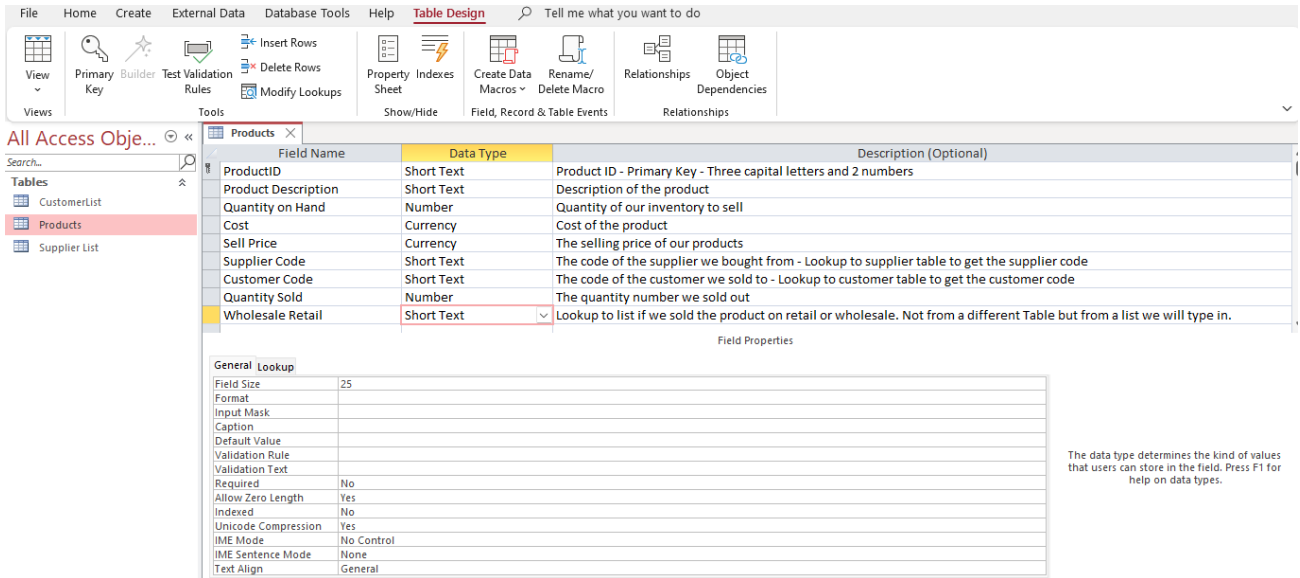 File Home Create External Data Database Tools Help Table Design Tell me what you want to do
View
Primary Key
Builder
Test Validation Rules
Insert Rows
Delete Rows
Modify Lookups
Property Sheet
Indexes
Create Data Macros
Rename/ Delete Macro
Relationships
Object Dependencies
Views Tools Show/Hide Field, Record & Table Events Relationships
All Access Obje... «
Search...
Tables
CustomerList
Products
Supplier List
Products
Field Name Data Type Description (Optional)
ProductID Short Text Product ID - Primary Key - Three capital letters and 2 numbers
Product Description Short Text Description of the product
Quantity on Hand Number Quantity of our inventory to sell
Cost Currency Cost of the product
Sell Price Currency The selling price of our products
Supplier Code Short Text The code of the supplier we bought from - Lookup to supplier table to get the supplier code
Customer Code Short Text The code of the customer we sold to - Lookup to customer table to get the customer code
Quantity Sold Number The quantity number we sold out
Wholesale Retail Short Text Lookup to list if we sold the product on retail or wholesale. Not from a different Table but from a list we will type in.
Field Properties
General Lookup
Field Size 25
Format
Input Mask
Caption
Default Value
Validation Rule
Validation Text
Required No
Allow Zero Length Yes
Indexed No
Unicode Compression Yes
IME Mode No Control
IME Sentence Mode None
Text Align General
The data type determines the kind of values
that users can store in the field. Press F1 for
help on data types.